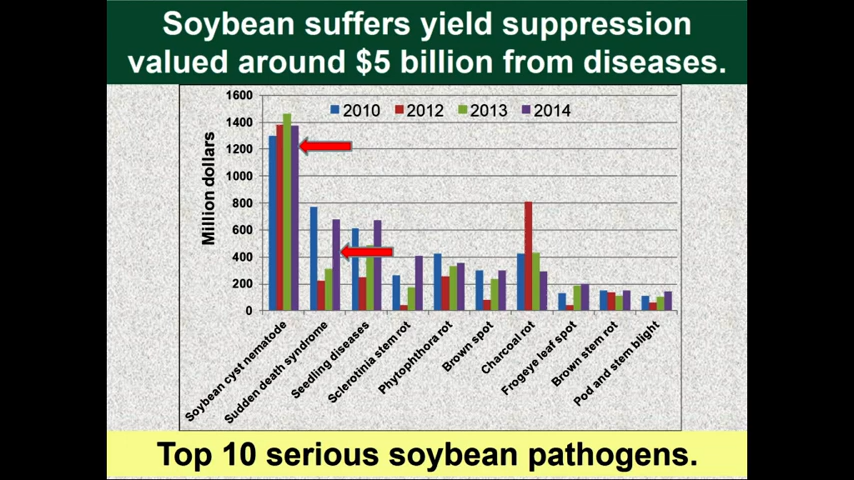 Soybean suffers yield suppression
valued around $5 billion from diseases.
1600
1400
1200
1000
800
600
400
200
0
Million dollars
2010 2012 2013 2014
Soybean cyst nematode
Sudden death syndrome
Seedling diseases
Sclerotinia stem rot
Phytophthora rot
Brown spot
Charcoal rot
Frogeye leaf spot
Brown stem rot
Pod and stem blight
Top 10 serious soybean pathogens.